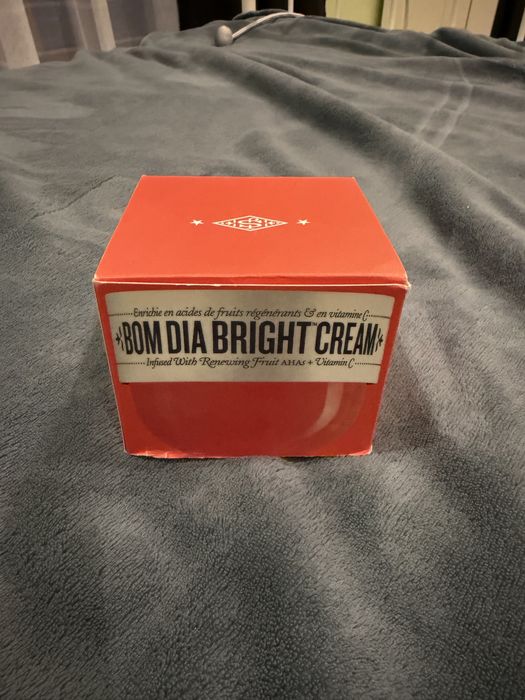 Enrichie en acides de fruits régénérants & en vitamine C
BOM DIA BRIGHT™ CREAM
Infused With Renewing Fruit AHAs + Vitamin C